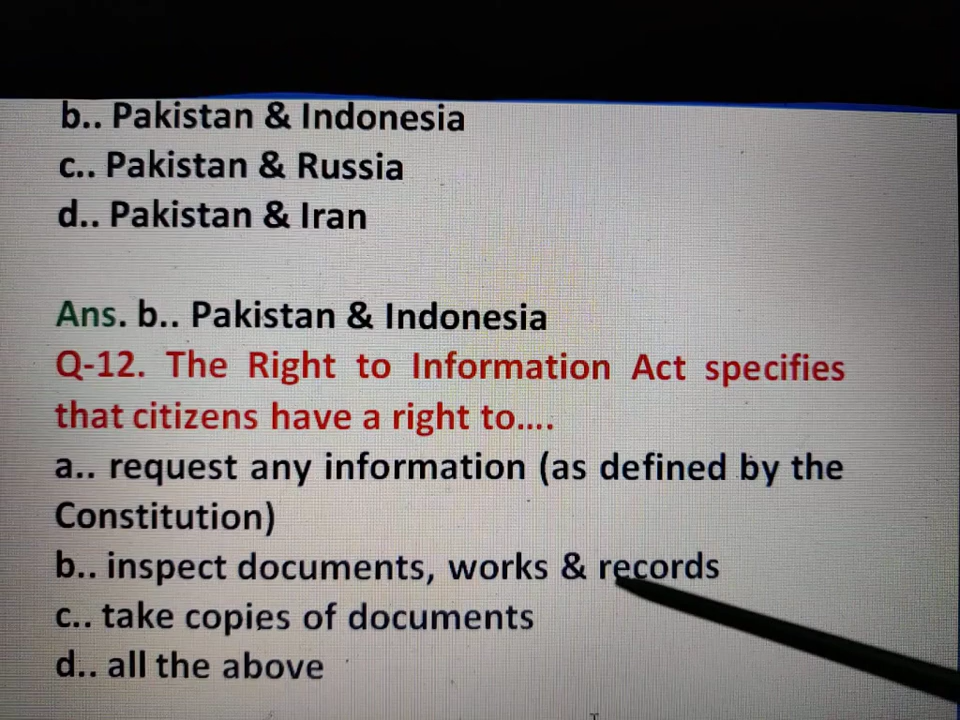 b.. Pakistan & Indonesia
c.. Pakistan & Russia
d.. Pakistan & Iran
Ans. b.. Pakistan & Indonesia
Q-12. The Right to Information Act specifies
that citizens have a right to....
a.. request any information (as defined by the
Constitution)
b.. inspect documents, works & records
c.. take copies of documents
d.. all the above